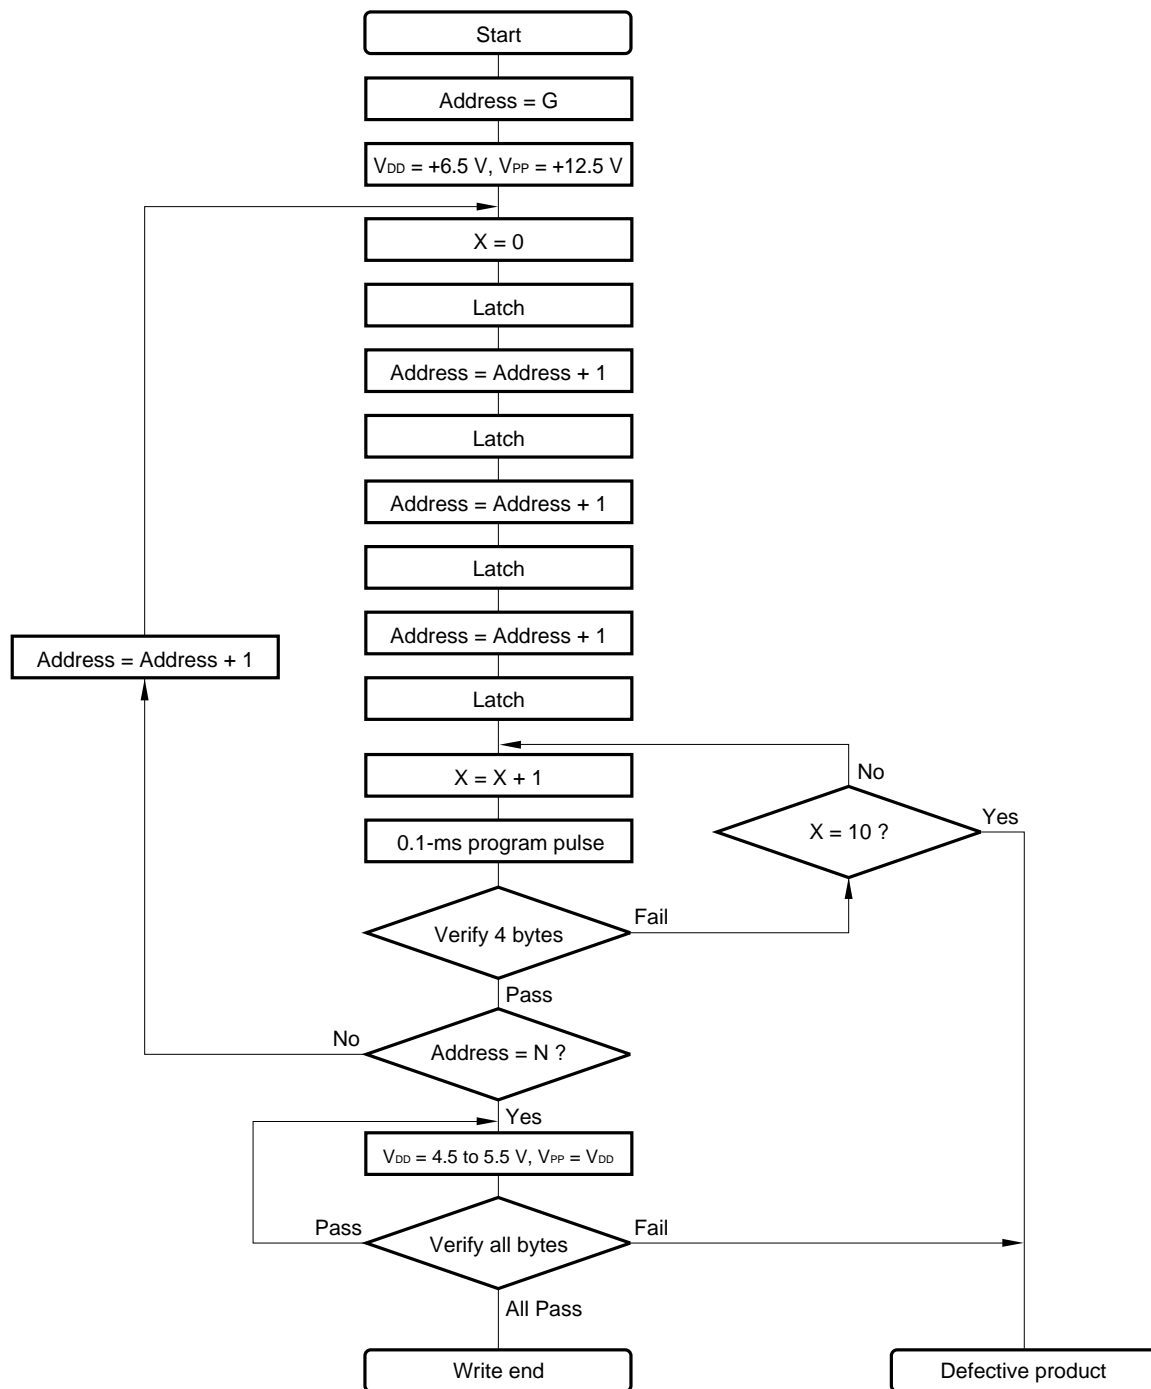 Start
Address = G
VDD = +6.5 V, VPP = +12.5 V
X = 0
Latch
Address = Address + 1
Latch
Address = Address + 1
Latch
Address = Address + 1
Address = Address + 1
Latch
X = X + 1
No
X = 10 ?
Yes
0.1-ms program pulse
Verify 4 bytes
Fail
Pass
No
Address = N ?
Yes
VDD = 4.5 to 5.5 V, VPP = VDD
Pass
Verify all bytes
Fail
All Pass
Write end
Defective product